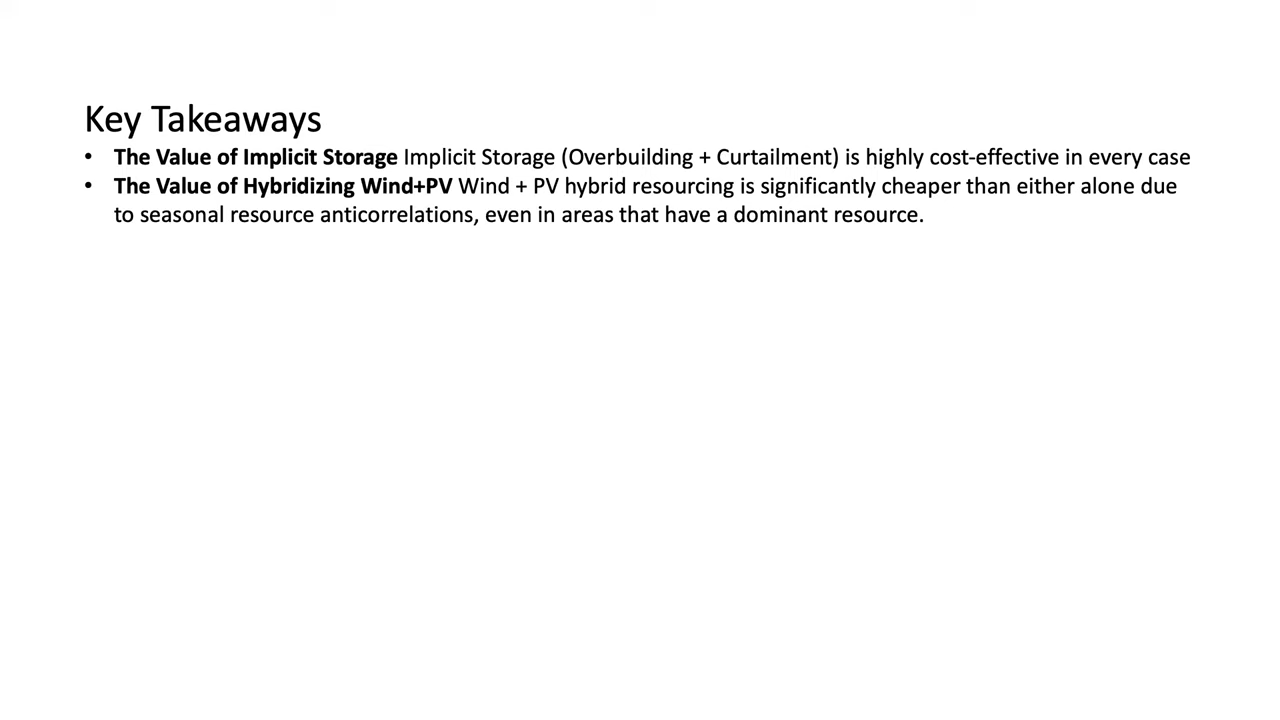 Key Takeaways
• The Value of Implicit Storage Implicit Storage (Overbuilding + Curtailment) is highly cost-effective in every case
• The Value of Hybridizing Wind+PV Wind + PV hybrid resourcing is significantly cheaper than either alone due
to seasonal resource anticorrelations, even in areas that have a dominant resource.